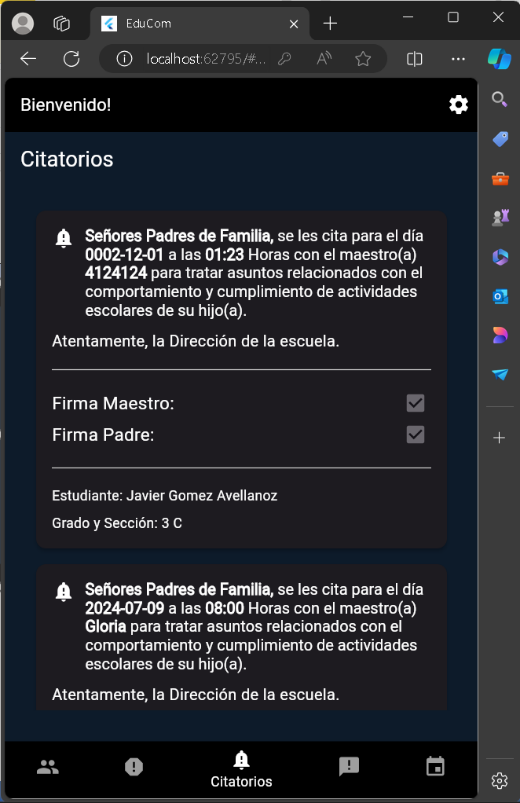 EduCom
localhost:62795/#...
Bienvenido!
Citatorios
Señores Padres de Familia, se les cita para el día
0002-12-01 a las 01:23 Horas con el maestro(a)
4124124 para tratar asuntos relacionados con el
comportamiento y cumplimiento de actividades
escolares de su hijo(a).
Atentamente, la Dirección de la escuela.
Firma Maestro:
Firma Padre:
Estudiante: Javier Gomez Avellanoz
Grado y Sección: 3 C
Señores Padres de Familia, se les cita para el día
2024-07-09 a las 08:00 Horas con el maestro(a)
Gloria para tratar asuntos relacionados con el
comportamiento y cumplimiento de actividades
escolares de su hijo(a).
Atentamente, la Dirección de la escuela.
Citatorios